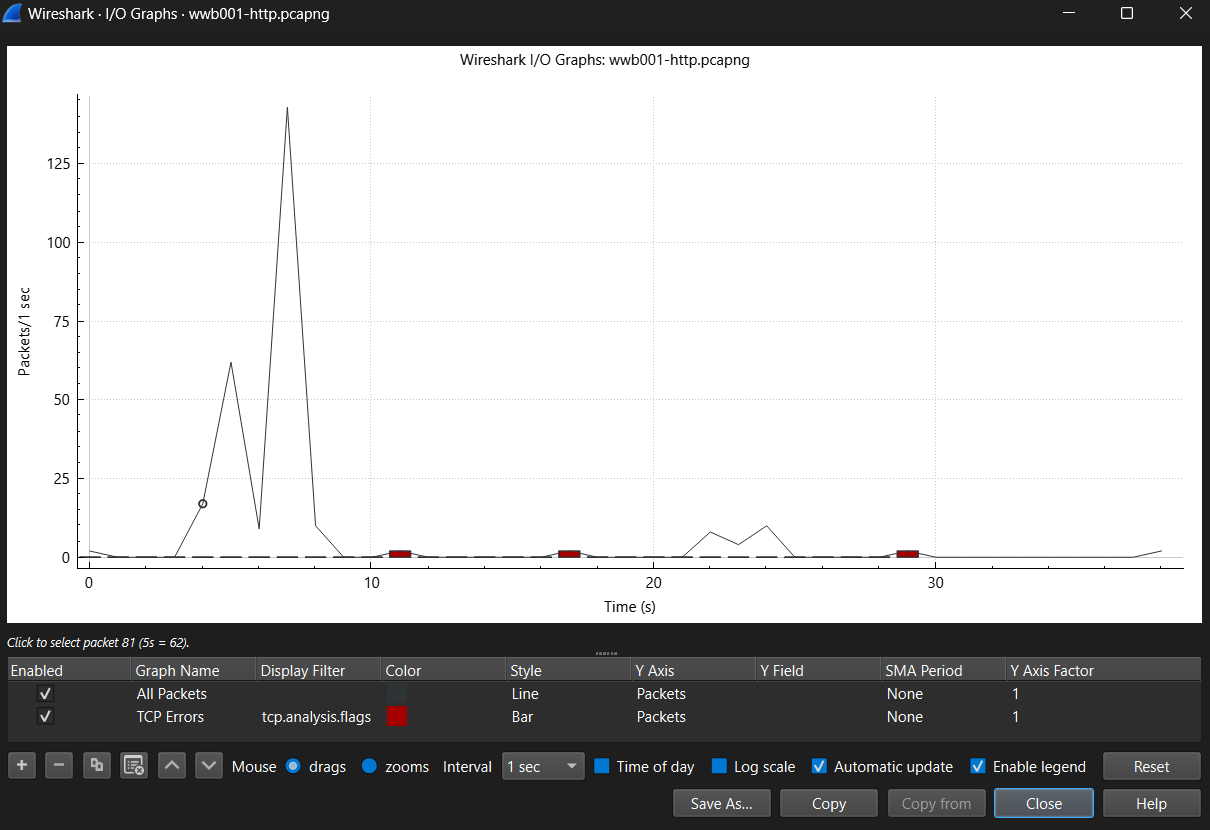 Wireshark · I/O Graphs · wwb001-http.pcapng
Wireshark I/O Graphs: wwb001-http.pcapng
Packets/1 sec
125
100
75
50
25
0
0 10 20 30
Time (s)
Click to select packet 81 (5s = 62).
Enabled Graph Name Display Filter Color Style Y Axis Y Field SMA Period Y Axis Factor
All Packets Line Packets None 1
TCP Errors tcp.analysis.flags Bar Packets None 1
Mouse drags zooms Interval 1 sec Time of day Log scale Automatic update Enable legend Reset
Save As... Copy Copy from Close Help